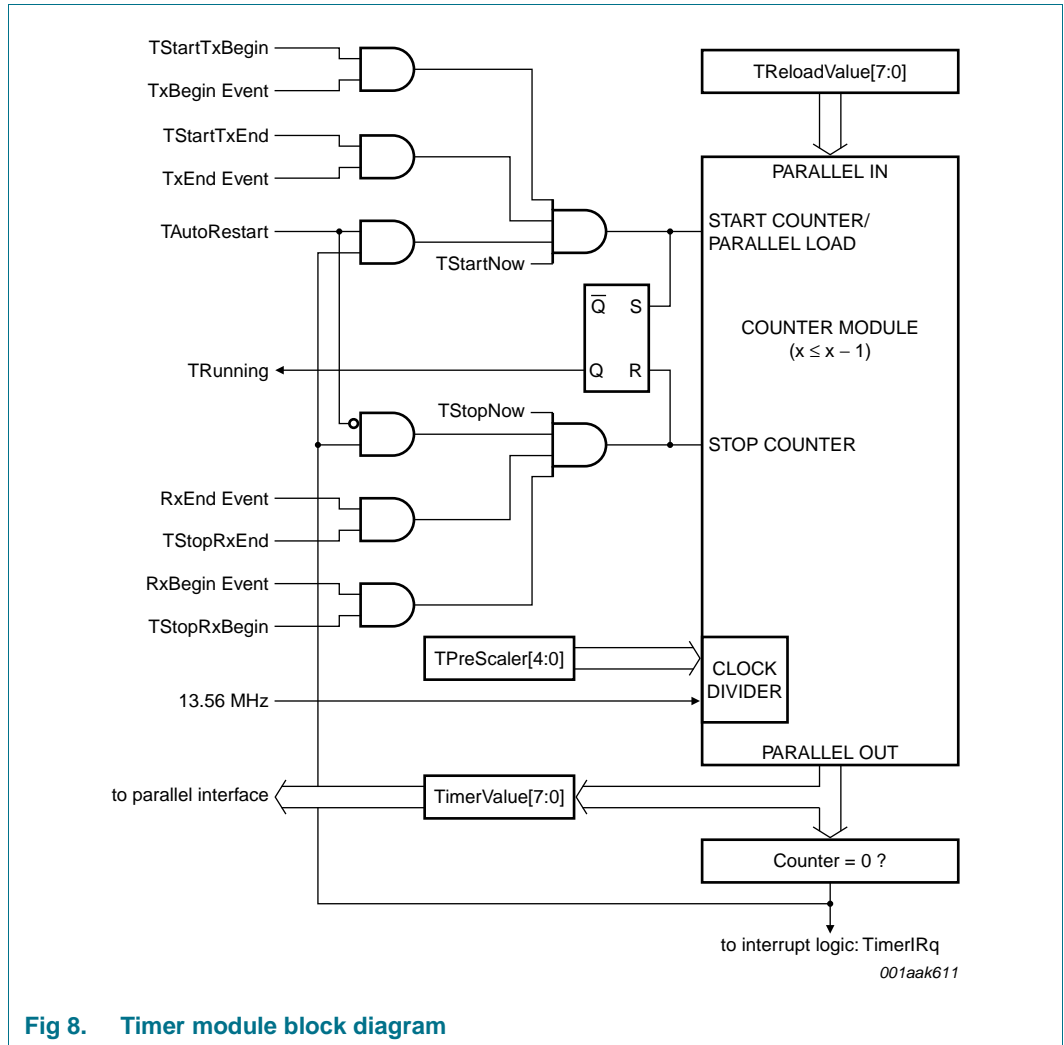 TStartTxBegin
TxBegin Event
TReloadValue[7:0]
TStartTxEnd
TxEnd Event
PARALLEL IN
TAutoRestart
START COUNTER/
PARALLEL LOAD
TStartNow
Q S
COUNTER MODULE
(x ≤ x − 1)
TRunning
Q R
TStopNow
STOP COUNTER
RxEnd Event
TStopRxEnd
RxBegin Event
TStopRxBegin
TPreScaler[4:0]
CLOCK
DIVIDER
13.56 MHz
PARALLEL OUT
to parallel interface
TimerValue[7:0]
Counter = 0 ?
to interrupt logic: TimerIRq
001aak611
Fig 8. Timer module block diagram